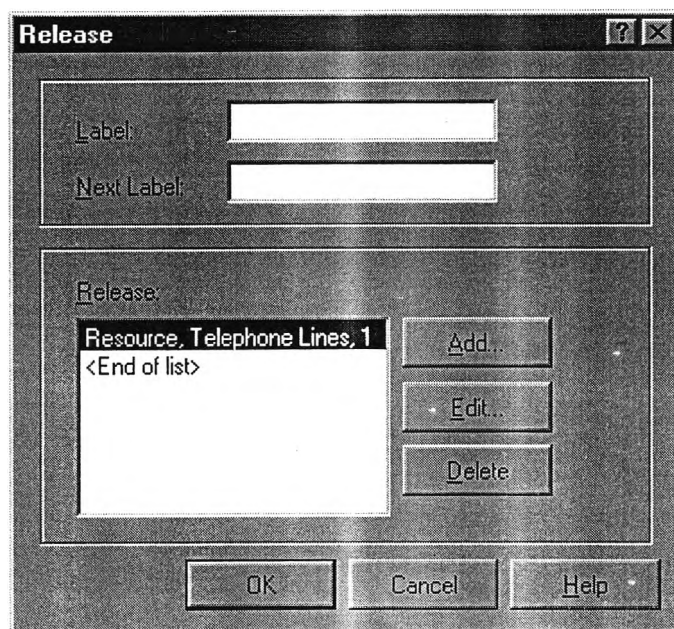 Release
Label:
Next Label:
Release:
Resource, Telephone Lines, 1
<End of list>
Add...
Edit...
Delete
OK
Cancel
Help